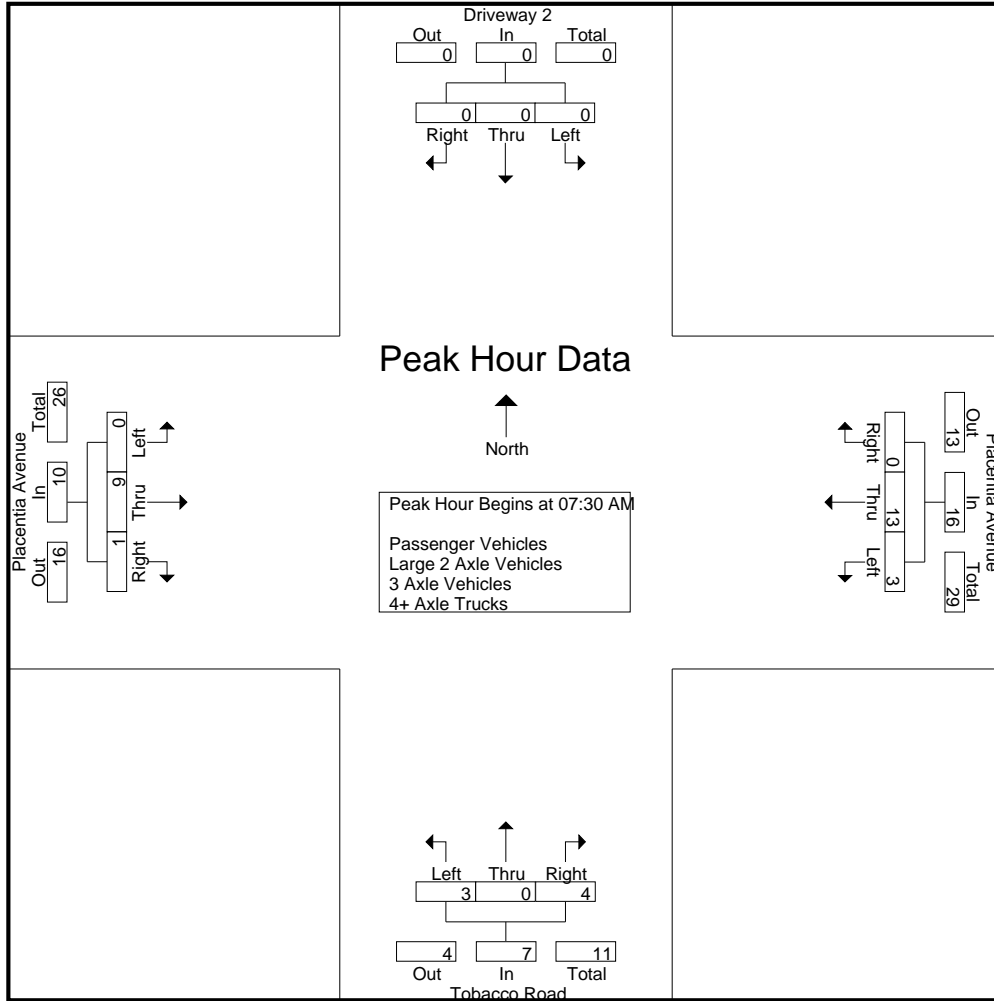 Driveway 2
Out In Total
0 0 0
0 0 0
Right Thru Left
Peak Hour Data
North
Peak Hour Begins at 07:30 AM
Passenger Vehicles
Large 2 Axle Vehicles
3 Axle Vehicles
4+ Axle Trucks
Placentia Avenue
Out In Total
16 10 26
Left 0
Thru 9
Right 1
Placentia Avenue
Out In Total
13 16 29
Right 0
Thru 13
Left 3
Left Thru Right
3 0 4
4 7 11
Out In Total
Tobacco Road